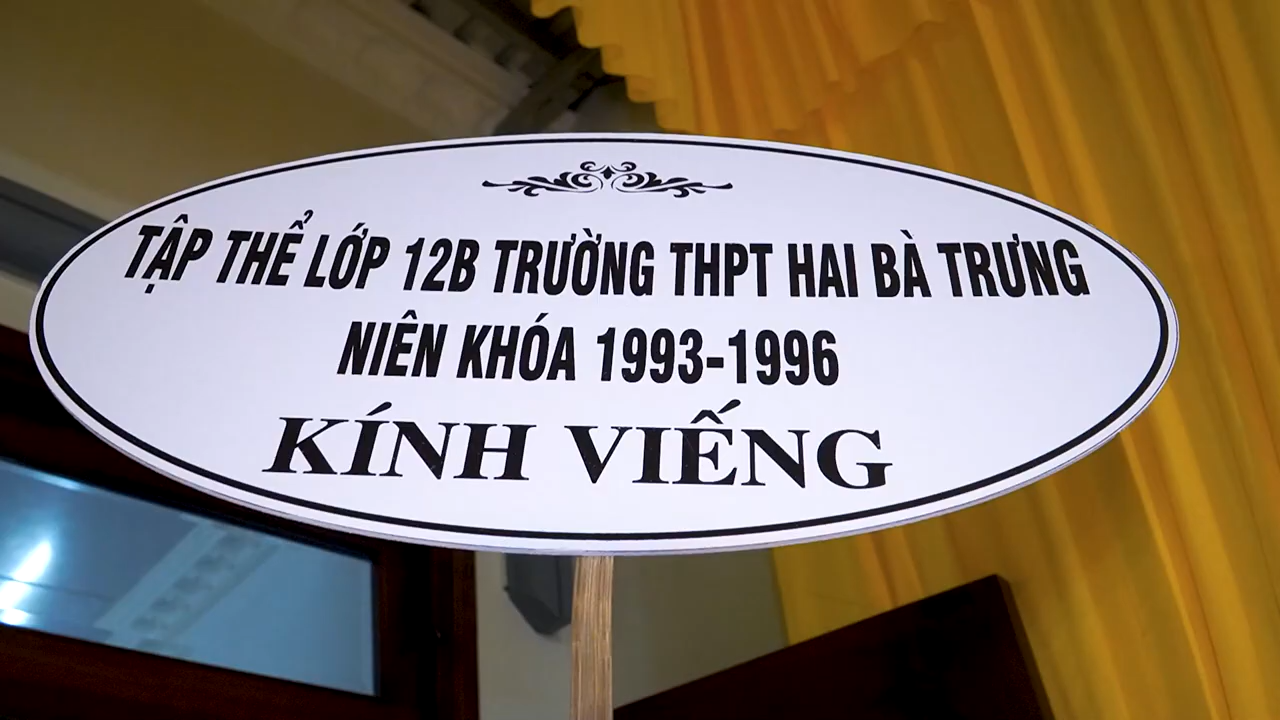 TẬP THỂ LỚP 12B TRƯỜNG THPT HAI BÀ TRƯNG
NIÊN KHÓA 1993-1996
KÍNH VIẾNG